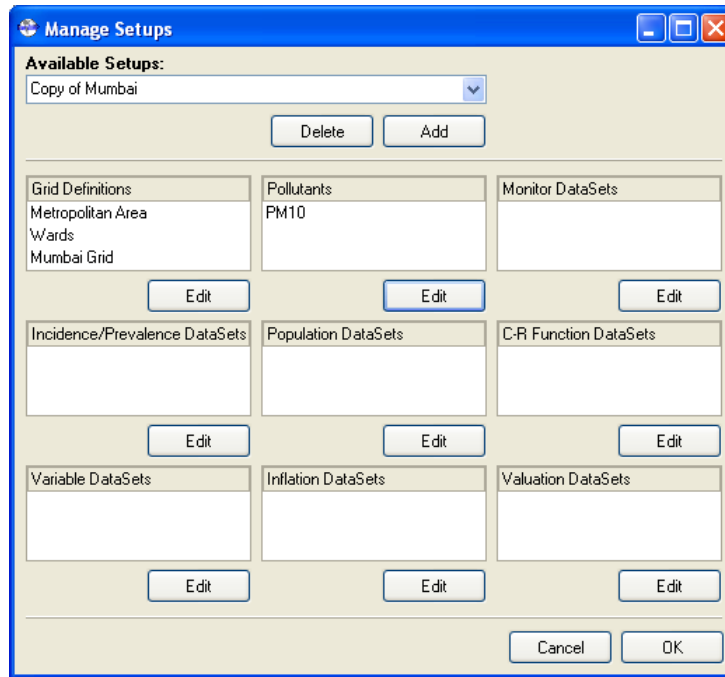 Manage Setups
Available Setups:
Copy of Mumbai
Delete Add
Grid Definitions
Metropolitan Area
Wards
Mumbai Grid
Edit
Pollutants
PM10
Edit
Monitor DataSets
Edit
Incidence/Prevalence DataSets
Edit
Population DataSets
Edit
C-R Function DataSets
Edit
Variable DataSets
Edit
Inflation DataSets
Edit
Valuation DataSets
Edit
Cancel OK